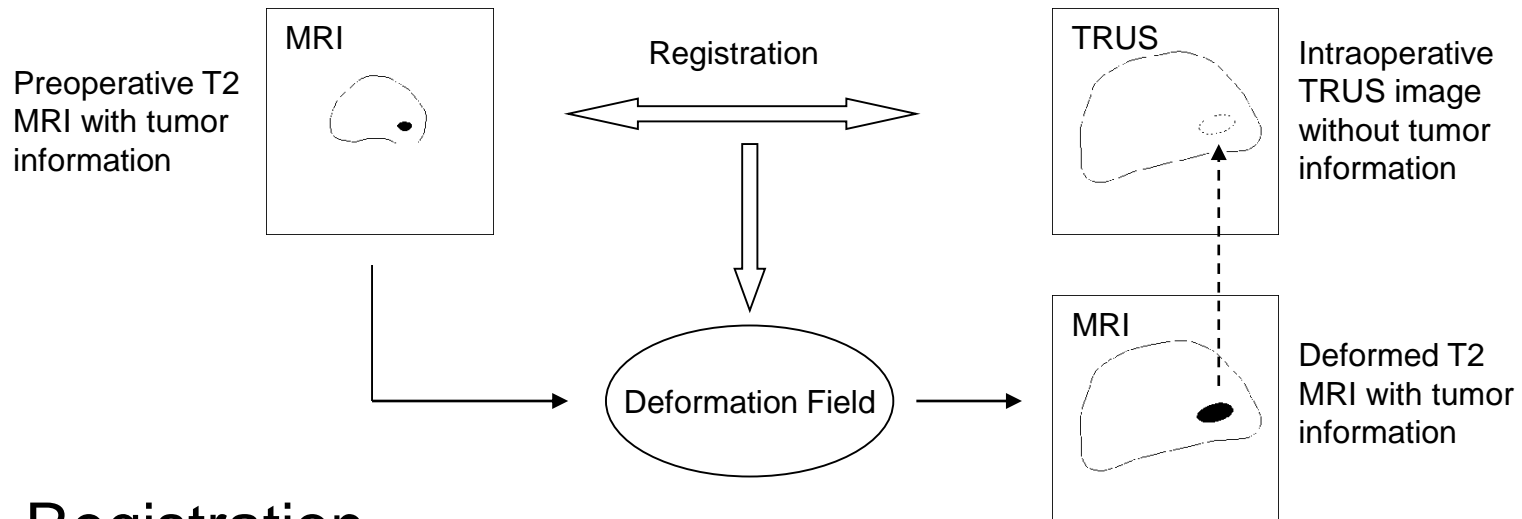 MRI
Registration
TRUS
Preoperative T2
MRI with tumor
information
Intraoperative
TRUS image
without tumor
information
Deformation Field
MRI
Deformed T2
MRI with tumor
information
Registration